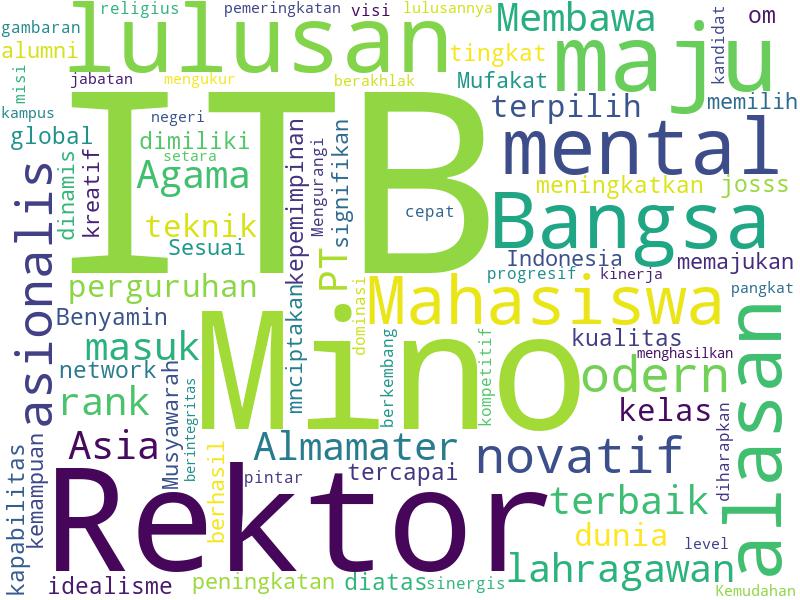 religius
pemeringkatan
visi
lulusannya
gambaran
lulusan
Membawa
om
alumni
tingkat
maju
kandidat
misi
jabatan
mengukur
berakhlak
Mufakat
kampus
ITB
negeri
terpilih
memilih
global
dimiliki
setara
mental
dinamis
kreatif
Agama
kepemimpinan
Mengurangi
signifikan
meningkatkan
josss
teknik
cepat
Bangsa
Sesuai
asionalis
PT
Indonesia
memajukan
progresif
kinerja
perguruhan
mnciptakan
dominasi
Mahasiswa
pangkat
Benyamin
Mino
kualitas
masuk
berkembang
kompetitif
menghasilkan
network
Musyawarah
berintegritas
odern
alasan
rank
kelas
Asia
Almamater
novatif
diharapkan
kapabilitas
kemampuan
Rektor
berhasil
pintar
tercapai
terbaik
dunia
level
idealisme
peningkatan
diatas
sinergis
lahragawan
Kemudahan